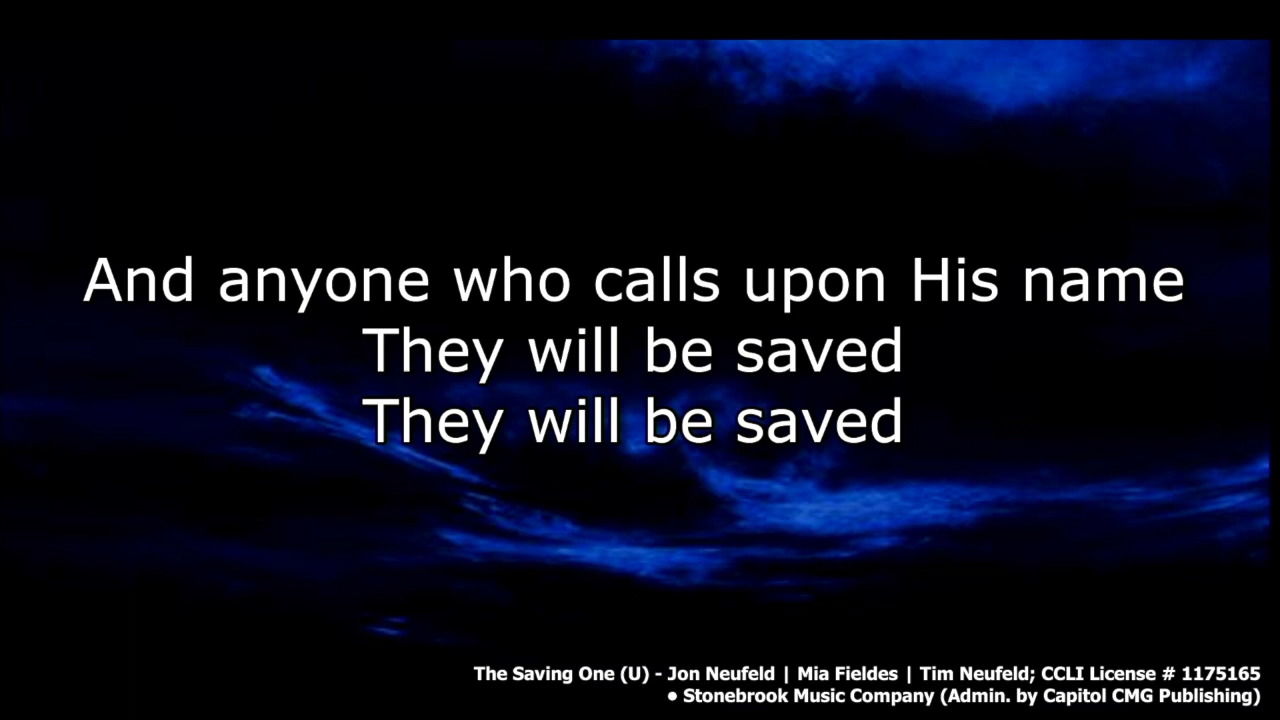 And anyone who calls upon His name
They will be saved
They will be saved
The Saving One (U) - Jon Neufeld | Mia Fieldes | Tim Neufeld; CCLI License # 1175165
● Stonebrook Music Company (Admin. by Capitol CMG Publishing)